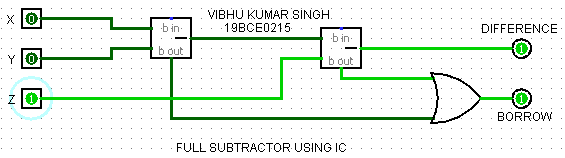 VIBHU KUMAR SINGH.
19BCE0215
X 0
b in
b out
Y 0
b in
b out
DIFFERENCE
1
Z 1
1
BORROW
FULL SUBTRACTOR USING IC